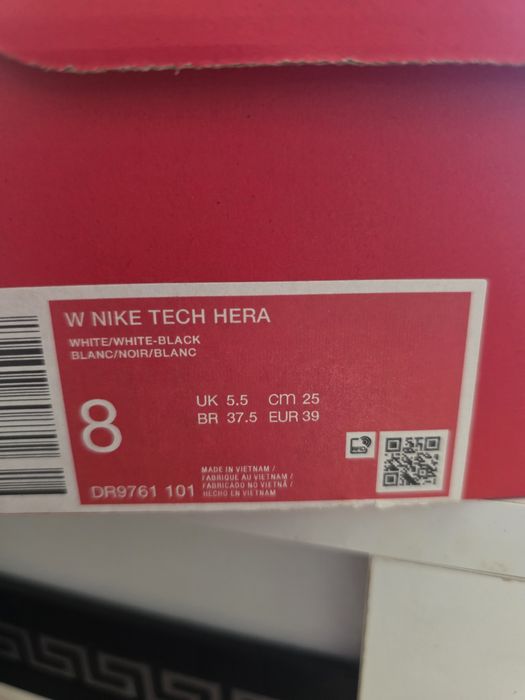 W NIKE TECH HERA
WHITE/WHITE-BLACK
BLANC/NOIR/BLANC
8
UK 5.5 cm 25
BR 37.5 EUR 39
DR9761 101
MADE IN VIETNAM /
FABRIQUE AU VIETNAM /
FABRICADO NO VIETNÃ /
HECHO EN VIETNAM